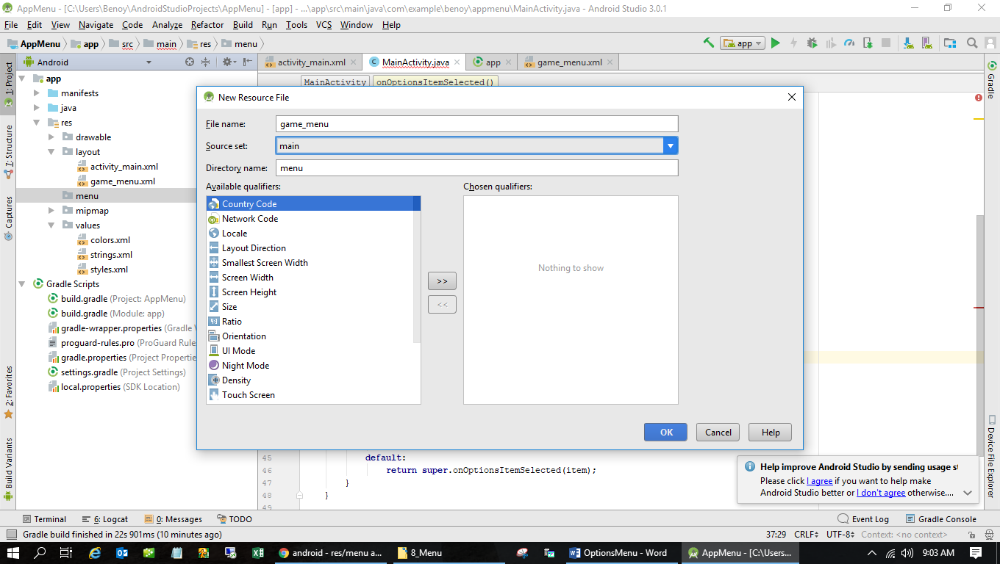 AppMenu - [C:\Users\Benoy\AndroidStudioProjects\AppMenu] - [app] - ...\app\src\main\java\com\example\benoy\appmenu\MainActivity.java - Android Studio 3.0.1
File Edit View Navigate Code Analyze Refactor Build Run Tools VCS Window Help
AppMenu app src main res menu
app
Android
activity_main.xml MainActivity.java app game_menu.xml
MainActivity onOptionsItemSelected()
1: Project
7: Structure
Captures
2: Favorites
Build Variants
Gradle
Device File Explorer
app
manifests
java
res
drawable
layout
activity_main.xml
game_menu.xml
menu
mipmap
values
colors.xml
strings.xml
styles.xml
Gradle Scripts
build.gradle (Project: AppMenu)
build.gradle (Module: app)
gradle-wrapper.properties (Gradle
proguard-rules.pro (ProGuard Rule
gradle.properties (Project Propertie
settings.gradle (Project Settings)
local.properties (SDK Location)
New Resource File
File name: game_menu
Source set: main
Directory name: menu
Available qualifiers: Chosen qualifiers:
Country Code
Network Code
Locale
Layout Direction
Smallest Screen Width
Screen Width
Screen Height
Size
Ratio
Orientation
UI Mode
Night Mode
Density
Touch Screen
>>
<<
Nothing to show
OK Cancel Help
45 default:
46 return super.onOptionsItemSelected(item);
47 }
48 }
49
Help improve Android Studio by sending usage st
Please click I agree if you want to help make
Android Studio better or I don't agree otherwise....
Terminal 6: Logcat 0: Messages TODO Event Log Gradle Console
Gradle build finished in 22s 901ms (10 minutes ago) 37:29 CRLF UTF-8 Context: <no context>
android - res/menu a... 8_Menu OptionsMenu - Word AppMenu - [C:\Users... 9:03 AM